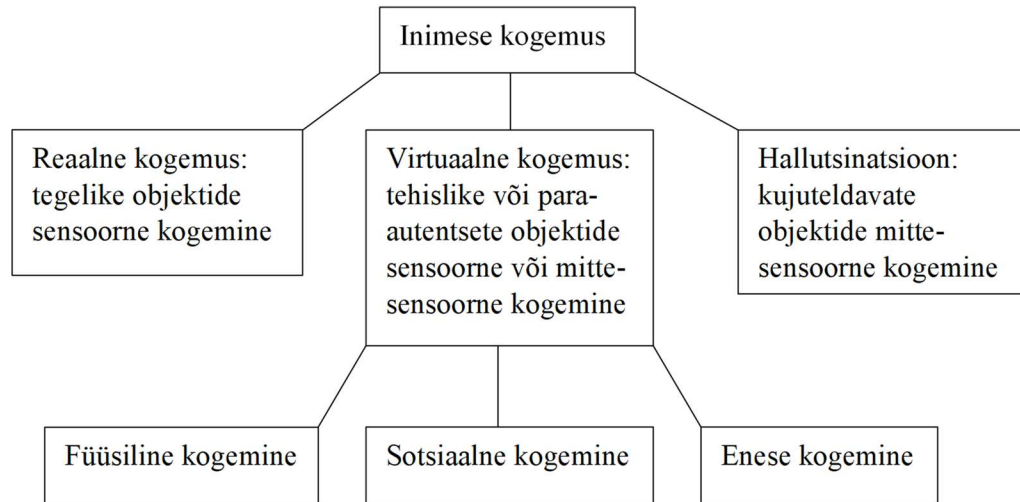 Inimese kogemus
Reaalne kogemus:
tegelike objektide
sensoorne kogemine
Virtuaalne kogemus:
tehislike või para-
autentsete objektide
sensoorne või mitte-
sensoorne kogemine
Hallutsinatsioon:
kujuteldavate
objektide mitte-
sensoorne kogemine
Füüsiline kogemine
Sotsiaalne kogemine
Enese kogemine